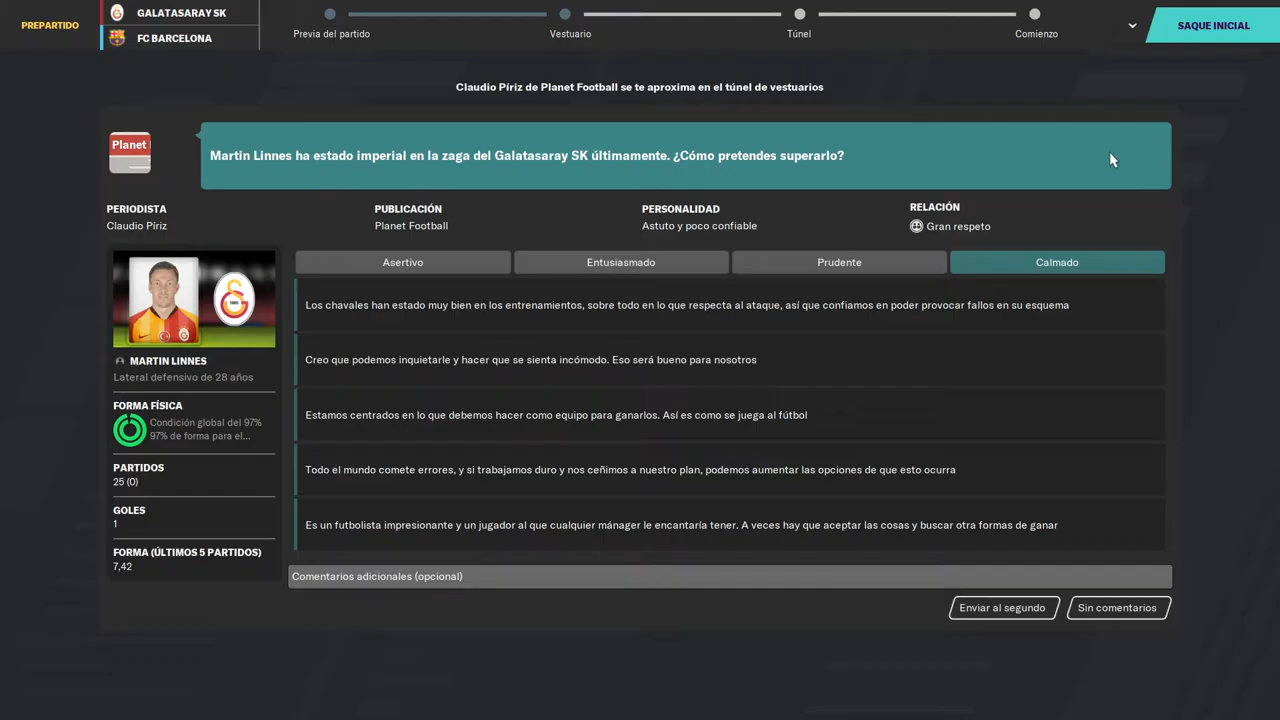 PREPARTIDO
GALATASARAY SK
FC BARCELONA
Previa del partido
Vestuario
Túnel
Comienzo
SAQUE INICIAL
Claudio Píriz de Planet Football se te aproxima en el túnel de vestuarios
Planet
Martin Linnes ha estado imperial en la zaga del Galatasaray SK últimamente. ¿Cómo pretendes superarlo?
PERIODISTA
Claudio Píriz
PUBLICACIÓN
Planet Football
PERSONALIDAD
Astuto y poco confiable
RELACIÓN
Gran respeto
Asertivo
Entusiasmado
Prudente
Calmado
Los chavales han estado muy bien en los entrenamientos, sobre todo en lo que respecta al ataque, así que confiamos en poder provocar fallos en su esquema
Creo que podemos inquietarle y hacer que se sienta incómodo. Eso será bueno para nosotros
Estamos centrados en lo que debemos hacer como equipo para ganarlos. Así es como se juega al fútbol
Todo el mundo comete errores, y si trabajamos duro y nos ceñimos a nuestro plan, podemos aumentar las opciones de que esto ocurra
Es un futbolista impresionante y un jugador al que cualquier mánager le encantaría tener. A veces hay que aceptar las cosas y buscar otra formas de ganar
MARTIN LINNES
Lateral defensivo de 28 años
FORMA FÍSICA
Condición global del 97%
97% de forma para el...
PARTIDOS
25 (0)
GOLES
1
FORMA (ÚLTIMOS 5 PARTIDOS)
7,42
Comentarios adicionales (opcional)
Enviar al segundo
Sin comentarios